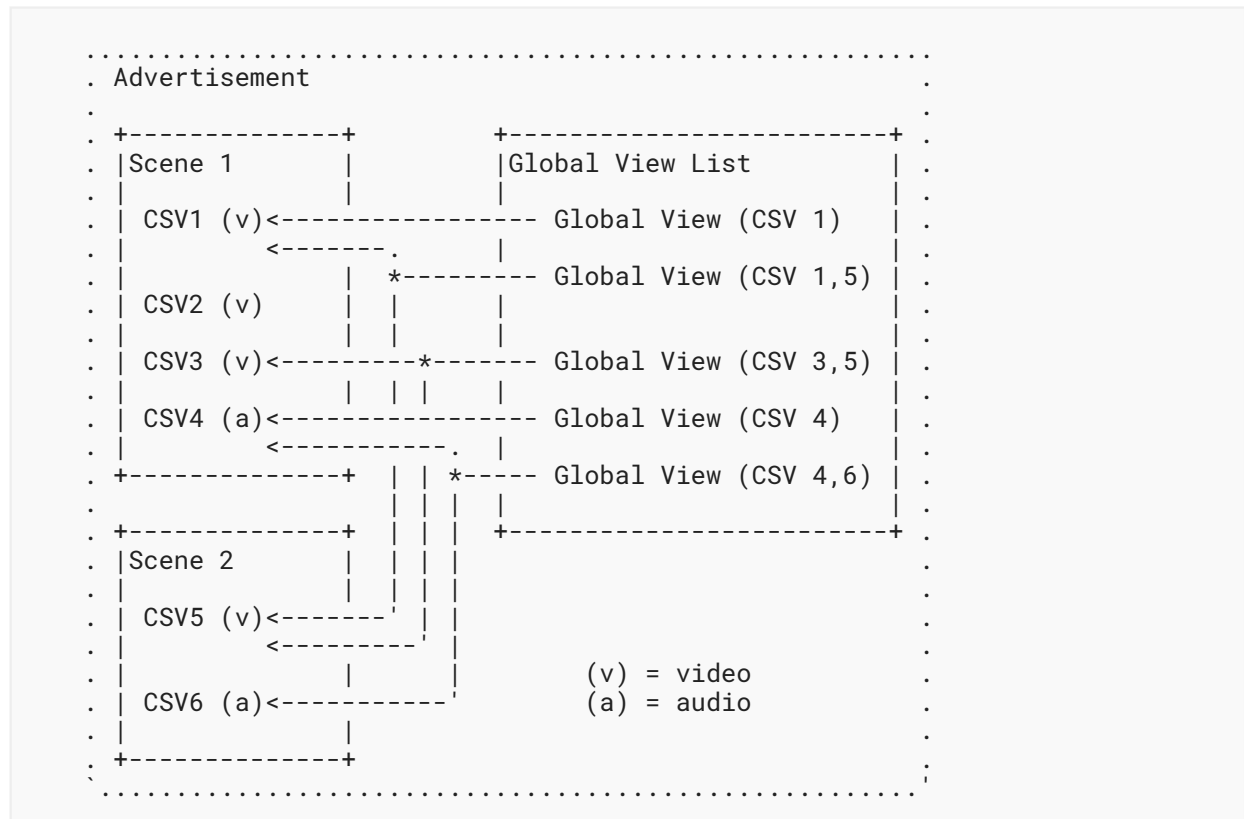 Advertisement
Scene 1
Global View List
CSV1 (v)<----------------- Global View (CSV 1)
<-------.
*--------- Global View (CSV 1,5)
CSV2 (v)
CSV3 (v)<---------*------- Global View (CSV 3,5)
CSV4 (a)<----------------- Global View (CSV 4)
<-----------.
*----- Global View (CSV 4,6)
Scene 2
CSV5 (v)<-------'
<---------'
(v) = video
CSV6 (a)<-----------' (a) = audio